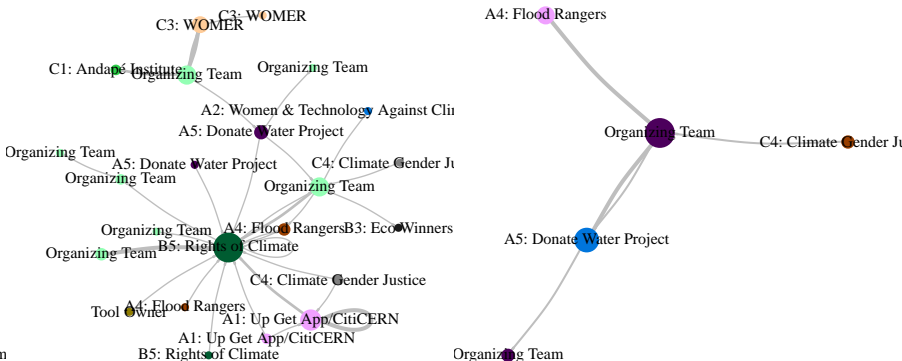 C3: WOMER
C3: WOMER
C1: Andapé Institute
Organizing Team
Organizing Team
A2: Women & Technology Against Cli
A5: Donate Water Project
Organizing Team
A5: Donate Water Project
C4: Climate Gender Ju
Organizing Team
Organizing Team
Organizing Team
A4: Flood Rangers
B3: Eco Winners
B5: Rights of Climate
Organizing Team
C4: Climate Gender Justice
Tool Owner
A4: Flood Rangers
A1: Up Get App/CitiCERN
A1: Up Get App/CitiCERN
B5: Rights of Climate
A4: Flood Rangers
Organizing Team
C4: Climate Gender Ju
A5: Donate Water Project
Organizing Team